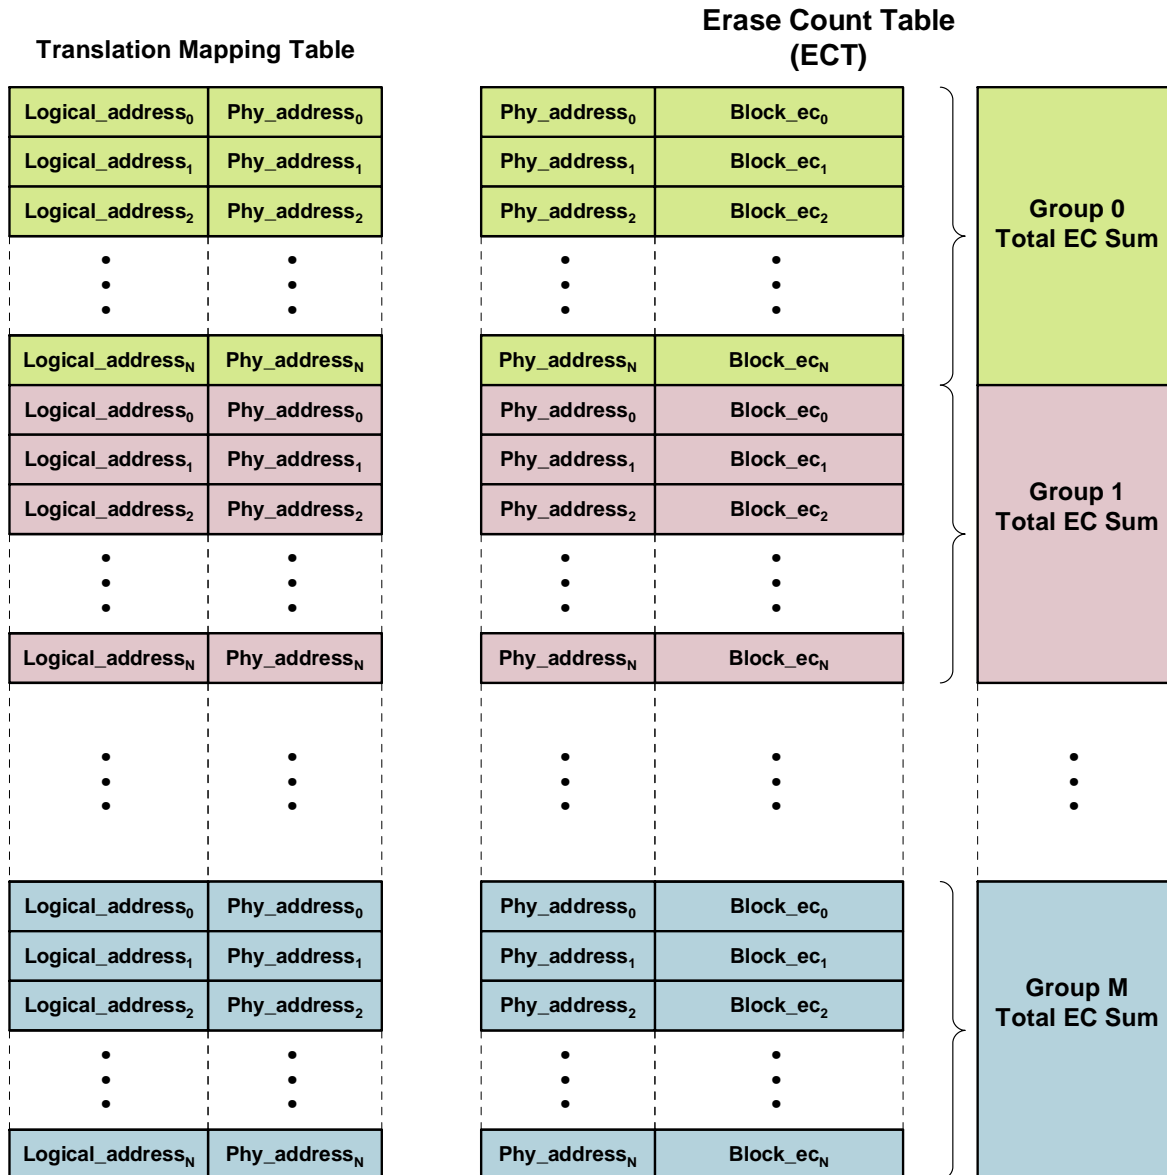 Erase Count Table
(ECT)
Translation Mapping Table
Logical_address0 Phy_address0 Phy_address0 Block_ec0
Logical_address1 Phy_address1 Phy_address1 Block_ec1
Logical_address2 Phy_address2 Phy_address2 Block_ec2
Group 0
Total EC Sum
Logical_addressN Phy_addressN Phy_addressN Block_ecN
Logical_address0 Phy_address0 Phy_address0 Block_ec0
Logical_address1 Phy_address1 Phy_address1 Block_ec1
Logical_address2 Phy_address2 Phy_address2 Block_ec2
Group 1
Total EC Sum
Logical_addressN Phy_addressN Phy_addressN Block_ecN
Logical_address0 Phy_address0 Phy_address0 Block_ec0
Logical_address1 Phy_address1 Phy_address1 Block_ec1
Logical_address2 Phy_address2 Phy_address2 Block_ec2
Group M
Total EC Sum
Logical_addressN Phy_addressN Phy_addressN Block_ecN